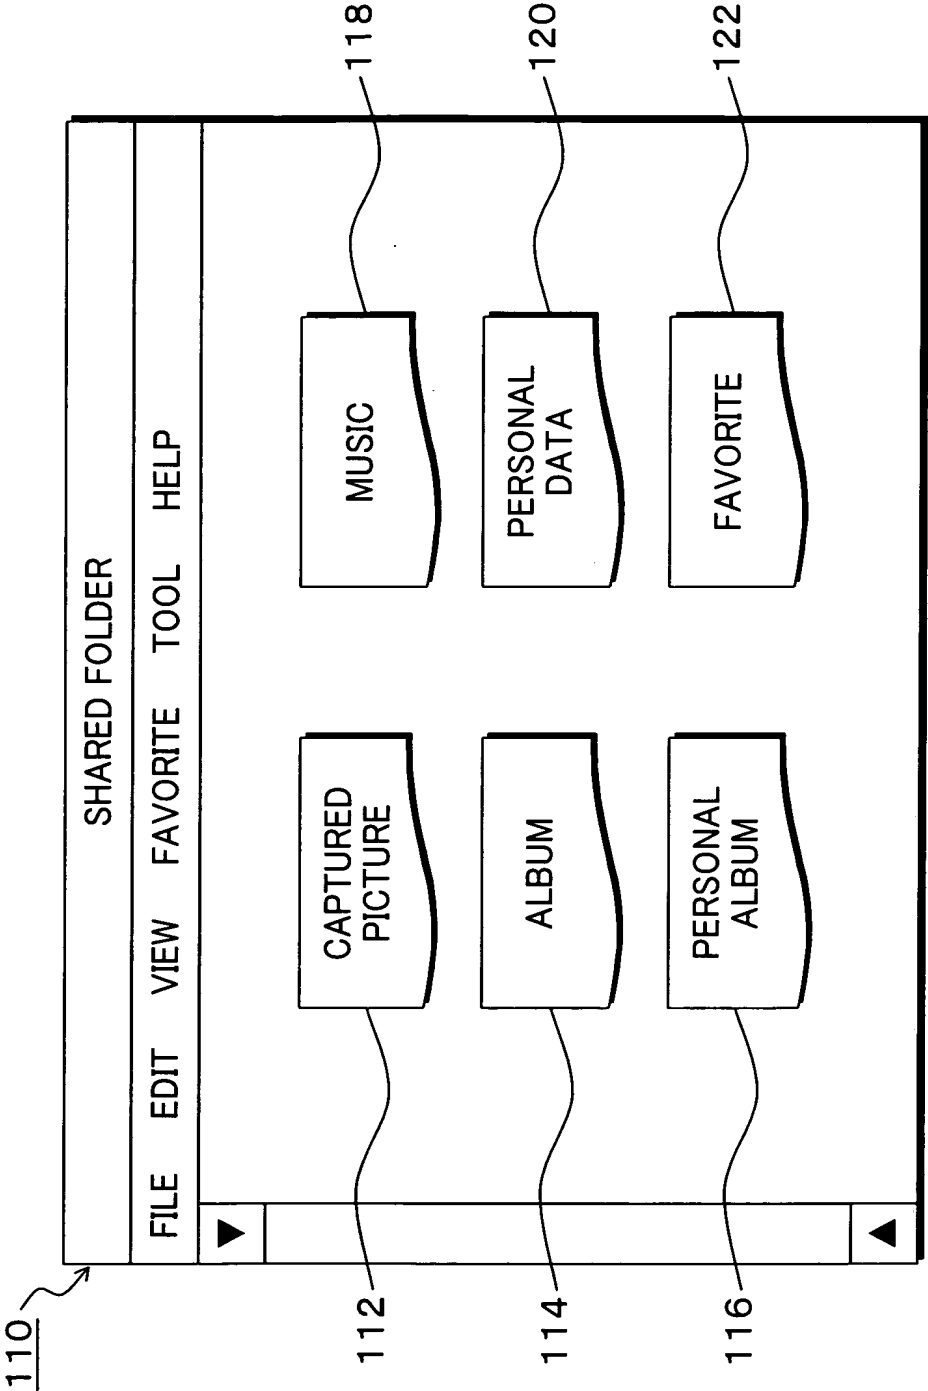 110
SHARED FOLDER
FILE EDIT VIEW FAVORITE TOOL HELP
112
CAPTURED
PICTURE
MUSIC
118
114
ALBUM
PERSONAL
DATA
120
116
PERSONAL
ALBUM
FAVORITE
122